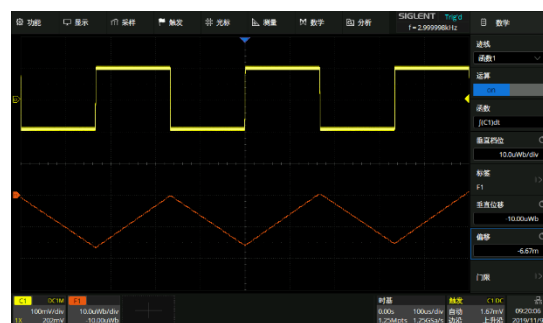 功能 显示 采样 触发 光标 测量 数学 分析
SIGLENT Trig'd
f = 2.999998kHz
数学
迹线
函数1
运算
on
函数
∫(C1)dt
垂直档位
10.0uWb/div
标签
F1
垂直位移
-10.00uWb
偏移
-6.67m
门限
C1 DC1M
100mV/div
1X 202mV
F1
10.0uWb/div
-10.00uWb
时基
0.00s 100us/div
1.25Mpts 1.25GSa/s
触发 C1 DC
自动 1.67mV
边沿 上升沿
09:20:06
2019/11/9